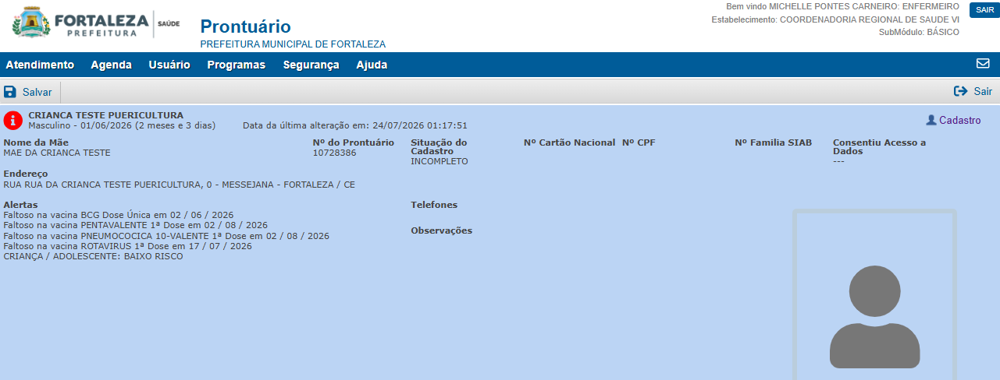 FORTALEZA
PREFEITURA
SAÚDE
Prontuário
PREFEITURA MUNICIPAL DE FORTALEZA
Bem vindo MICHELLE PONTES CARNEIRO: ENFERMEIRO
Estabelecimento: COORDENADORIA REGIONAL DE SAUDE VI
SubMódulo: BÁSICO
SAIR
Atendimento Agenda Usuário Programas Segurança Ajuda
Salvar
Sair
CRIANCA TESTE PUERICULTURA
Masculino - 01/06/2026 (2 meses e 3 dias) Data da última alteração em: 24/07/2026 01:17:51
Cadastro
Nome da Mãe
MAE DA CRIANCA TESTE
Nº do Prontuário
10728386
Situação do
Cadastro
INCOMPLETO
Nº Cartão Nacional
Nº CPF
Nº Familia SIAB
Consentiu Acesso a
Dados
---
Endereço
RUA RUA DA CRIANCA TESTE PUERICULTURA, 0 - MESSEJANA - FORTALEZA / CE
Alertas
Faltoso na vacina BCG Dose Única em 02 / 06 / 2026
Faltoso na vacina PENTAVALENTE 1ª Dose em 02 / 08 / 2026
Faltoso na vacina PNEUMOCOCICA 10-VALENTE 1ª Dose em 02 / 08 / 2026
Faltoso na vacina ROTAVIRUS 1ª Dose em 17 / 07 / 2026
CRIANÇA / ADOLESCENTE: BAIXO RISCO
Telefones
Observações